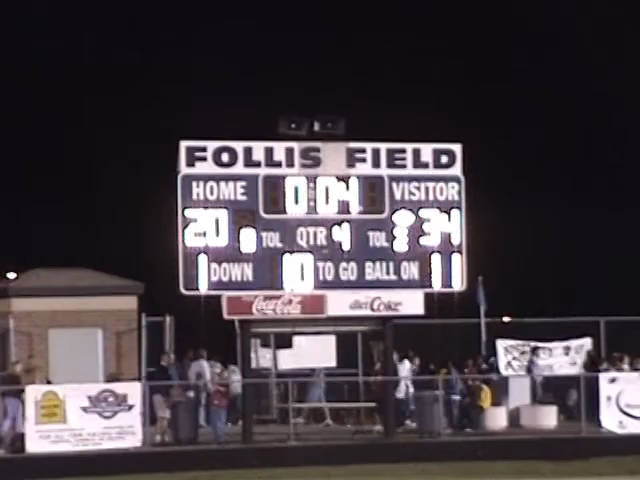 FOLLIS FIELD
HOME 0:04 VISITOR
20 TOL QTR 4 TOL 34
1 DOWN 10 TO GO BALL ON 11
Coca-Cola diet Coke